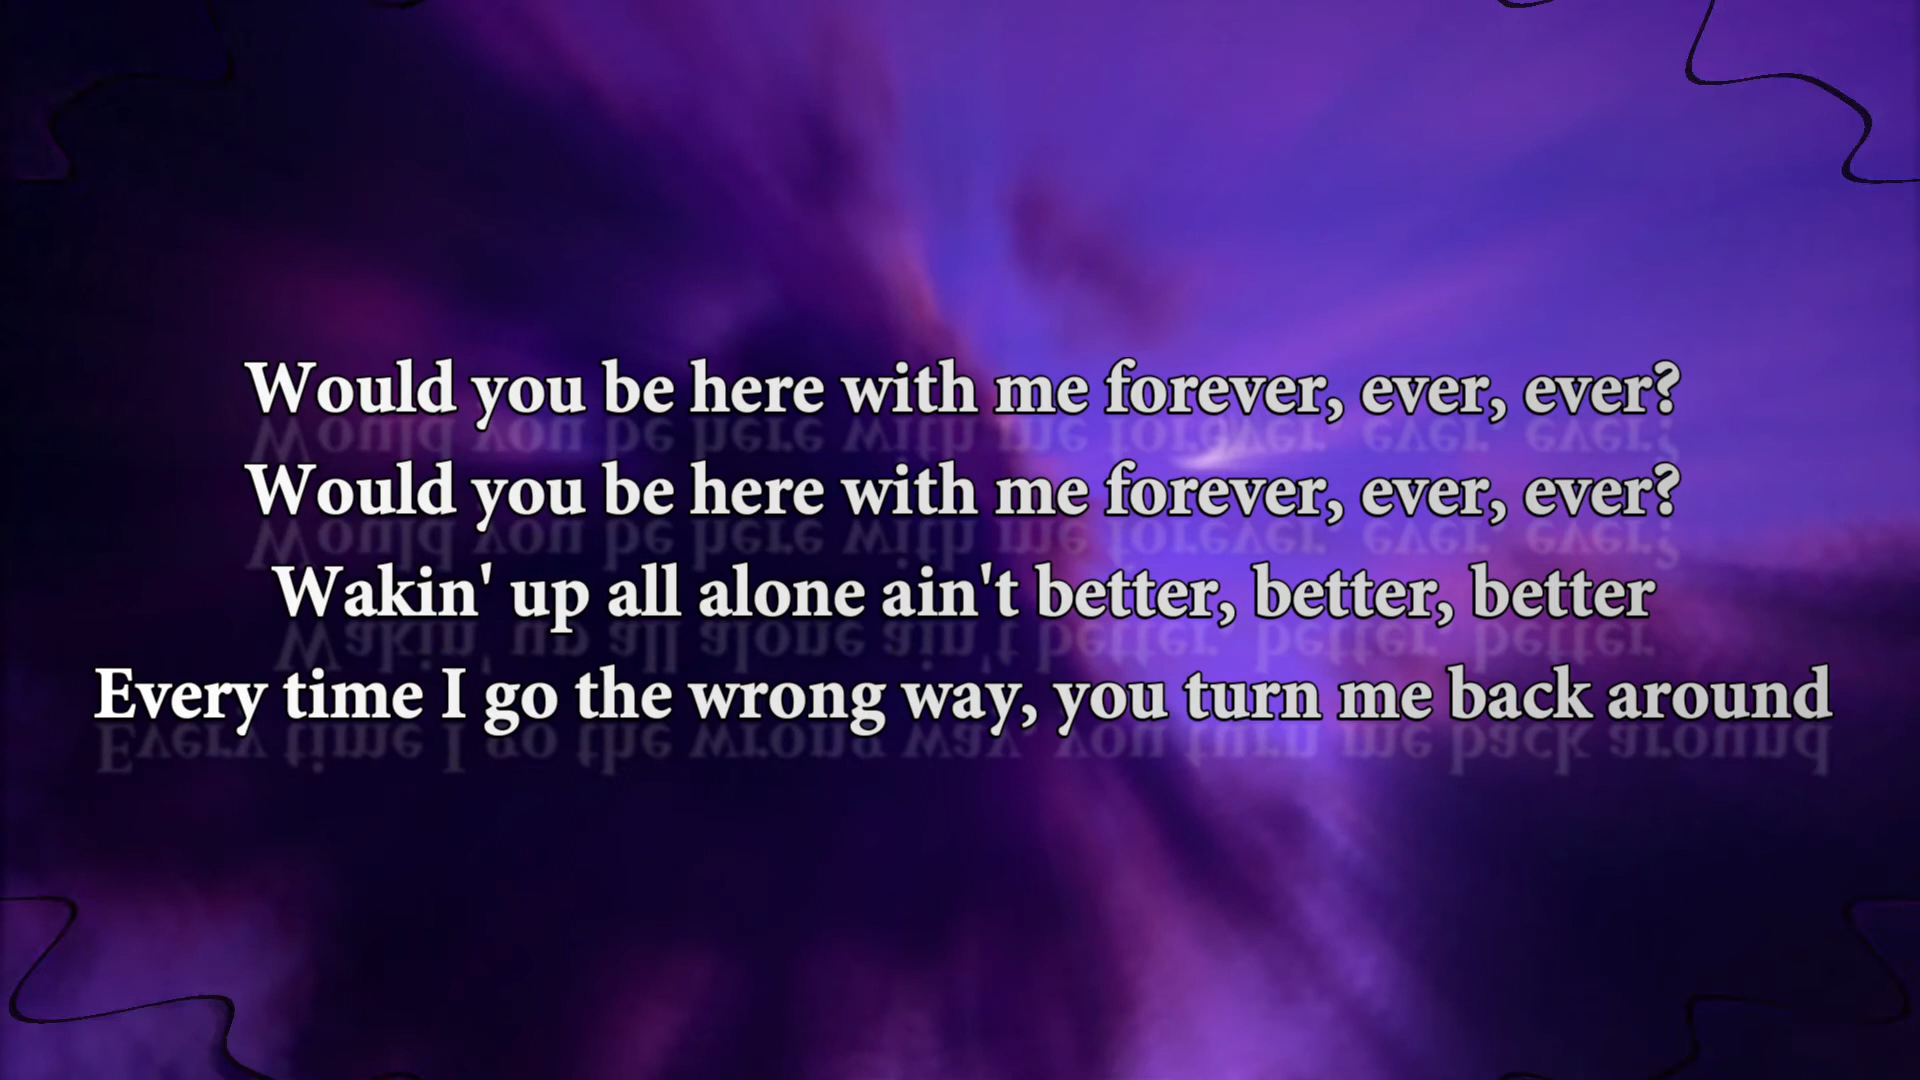 Would you be here with me forever, ever, ever?
Would you be here with me forever, ever, ever?
Wakin' up all alone ain't better, better, better
Every time I go the wrong way, you turn me back around